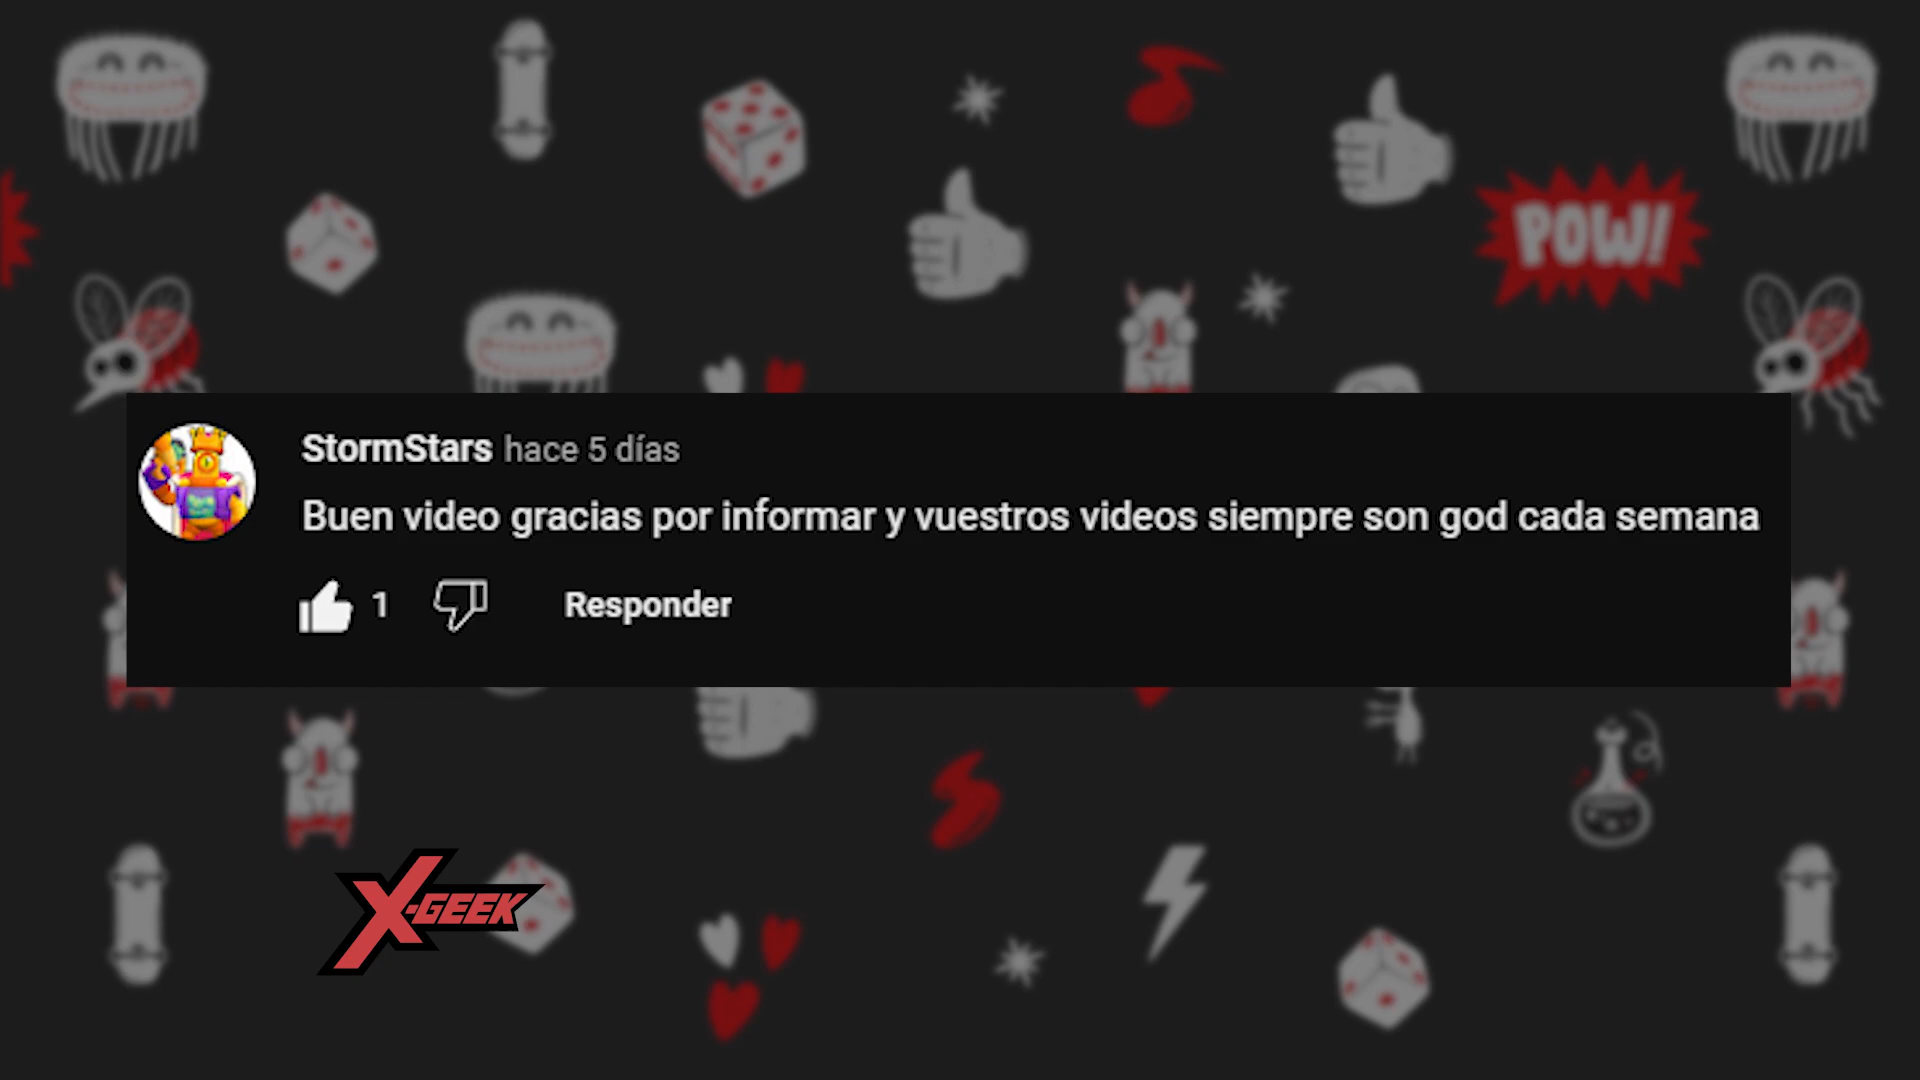 POW!
StormStars hace 5 días
Buen video gracias por informar y vuestros videos siempre son god cada semana
1
Responder
X-GEEK